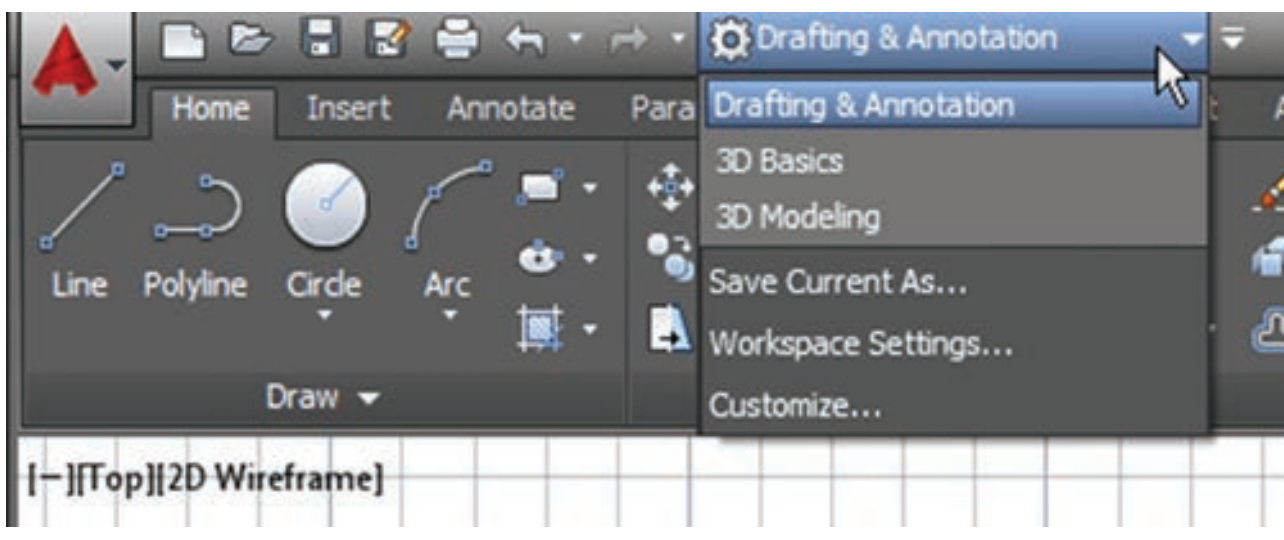 Drafting & Annotation
Home Insert Annotate Para
Drafting & Annotation
3D Basics
3D Modeling
Save Current As...
Workspace Settings...
Customize...
Line Polyline Circle Arc
Draw
[−][Top][2D Wireframe]